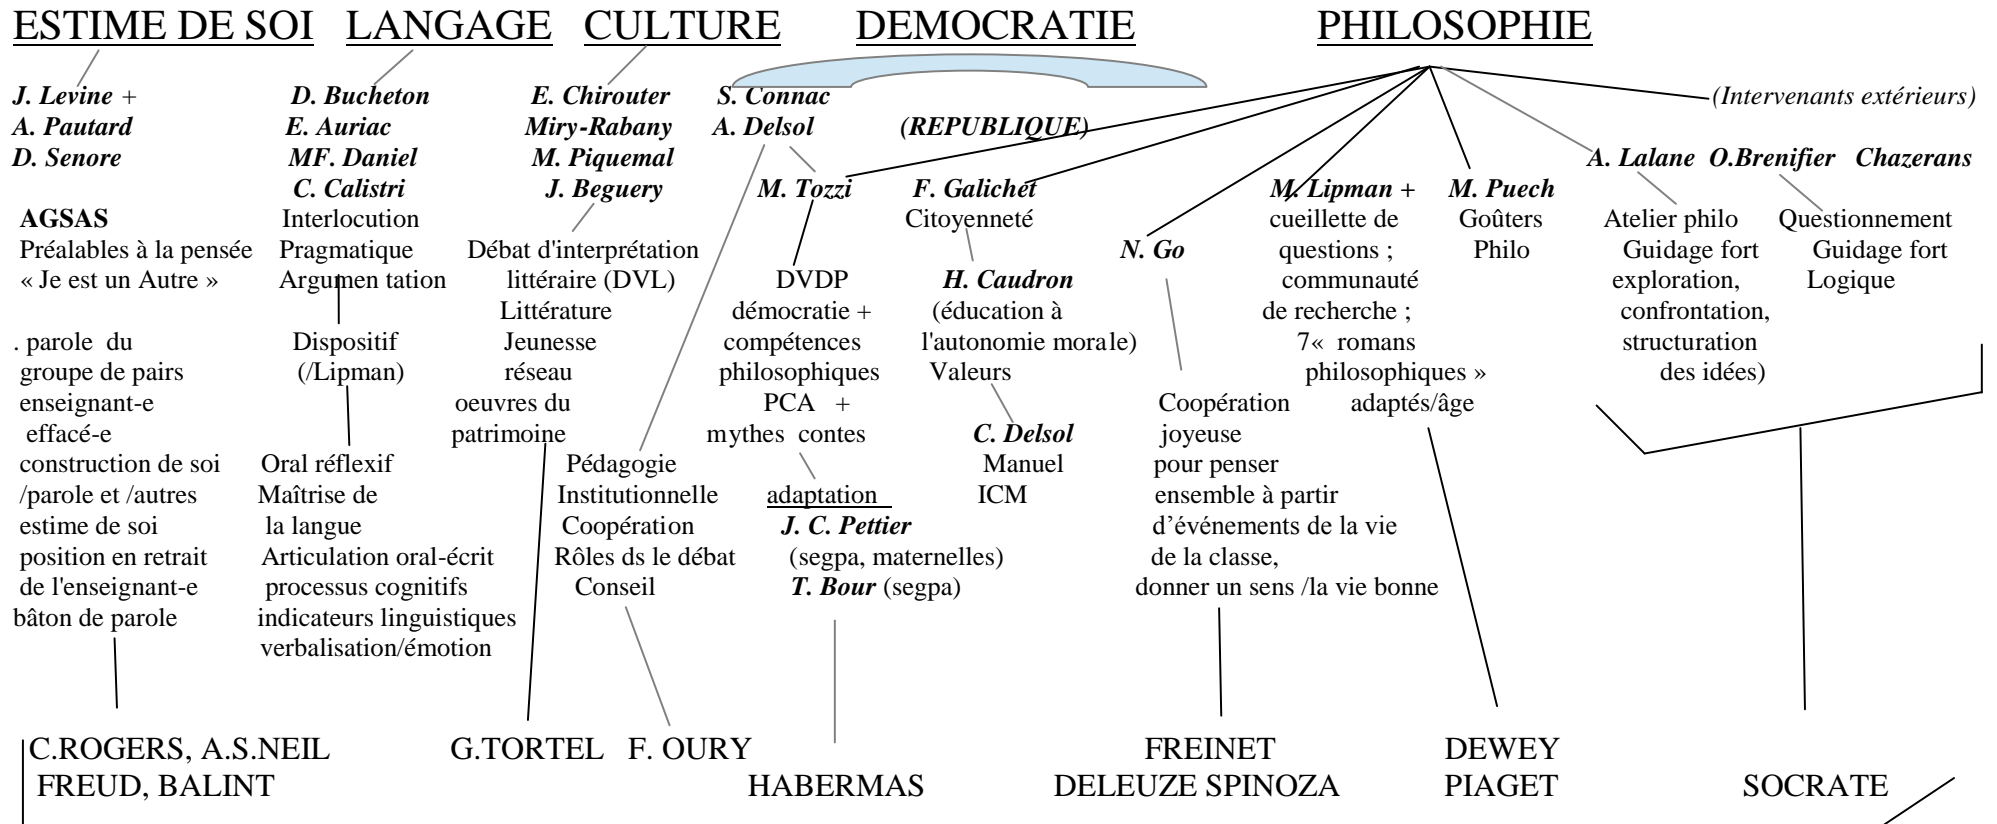 ESTIME DE SOI LANGAGE CULTURE DEMOCRATIE PHILOSOPHIE
J. Levine +
A. Pautard
D. Senore
AGSAS
Préalables à la pensée
« Je est un Autre »
. parole du
groupe de pairs
enseignant-e
effacé-e
construction de soi
/parole et /autres
estime de soi
position en retrait
de l'enseignant-e
bâton de parole
C.ROGERS, A.S.NEIL
FREUD, BALINT
D. Bucheton
E. Auriac
MF. Daniel
C. Calistri
Interlocution
Pragmatique
Argumen tation
Dispositif
(/Lipman)
Oral réflexif
Maîtrise de
la langue
Articulation oral-écrit
processus cognitifs
indicateurs linguistiques
verbalisation/émotion
E. Chirouter
Miry-Rabany
M. Piquemal
J. Beguery
Débat d'interprétation
littéraire (DVL)
Littérature
Jeunesse
réseau
oeuvres du
patrimoine
G.TORTEL
S. Connac
A. Delsol
Pédagogie
Institutionnelle
Coopération
Rôles ds le débat
Conseil
F. OURY
M. Tozzi
DVDP
démocratie +
compétences
philosophiques
PCA +
mythes contes
adaptation
J. C. Pettier
(segpa, maternelles)
T. Bour (segpa)
HABERMAS
(REPUBLIQUE)
F. Galichet
Citoyenneté
H. Caudron
(éducation à
l'autonomie morale)
Valeurs
C. Delsol
Manuel
ICM
N. Go
Coopération
joyeuse
pour penser
ensemble à partir
d’événements de la vie
de la classe,
donner un sens /la vie bonne
FREINET
DELEUZE SPINOZA
M. Lipman +
cueillette de
questions ;
communauté
de recherche ;
7« romans
philosophiques »
adaptés/âge
DEWEY
PIAGET
M. Puech
Goûters
Philo
(Intervenants extérieurs)
A. Lalane O.Brenifier Chazerans
Atelier philo
Guidage fort
exploration,
confrontation,
structuration
des idées)
Questionnement
Guidage fort
Logique
SOCRATE